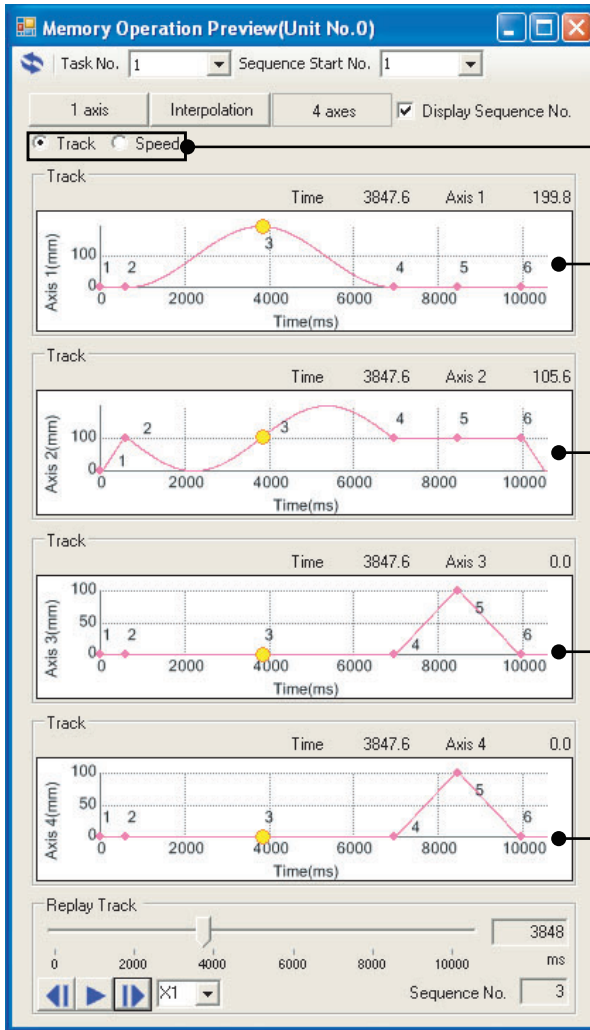 Memory Operation Preview(Unit No.0)
Task No. 1 Sequence Start No. 1
1 axis Interpolation 4 axes Display Sequence No.
Track Speed
Track
Time 3847.6 Axis 1 199.8
Axis 1(mm)
100
0
1 2 3 4 5 6
0 2000 4000 6000 8000 10000
Time(ms)
Track
Time 3847.6 Axis 2 105.6
Axis 2(mm)
100
0
1 2 3 4 5 6
0 2000 4000 6000 8000 10000
Time(ms)
Track
Time 3847.6 Axis 3 0.0
Axis 3(mm)
100
50
0
1 2 3 4 5 6
0 2000 4000 6000 8000 10000
Time(ms)
Track
Time 3847.6 Axis 4 0.0
Axis 4(mm)
100
50
0
1 2 3 4 5 6
0 2000 4000 6000 8000 10000
Time(ms)
Replay Track
3848
0 2000 4000 6000 8000 10000 ms
X1 Sequence No. 3